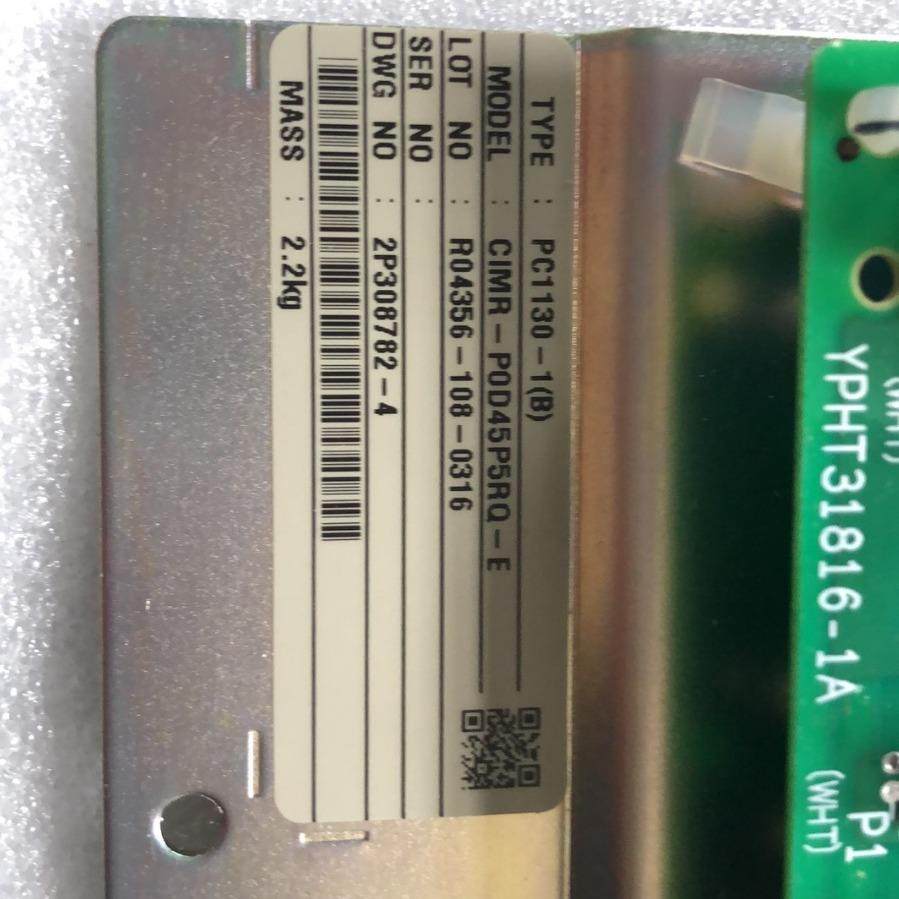 TYPE : PC1130-1(B)
MODEL : CIMR-P0D45P5RQ-E
LOT NO : R04356-108-0316
SER NO :
DWG NO : 2P308782-4
MASS : 2.2kg
(WHT)
YPHT31816-1A
P1
(WHT)